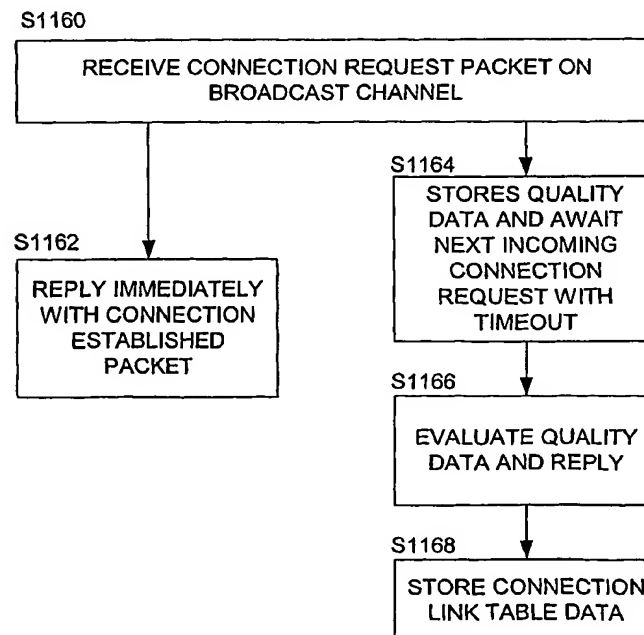 S1160
RECEIVE CONNECTION REQUEST PACKET ON
BROADCAST CHANNEL
S1164
STORES QUALITY
DATA AND AWAIT
NEXT INCOMING
CONNECTION
REQUEST WITH
TIMEOUT
S1162
REPLY IMMEDIATELY
WITH CONNECTION
ESTABLISHED
PACKET
S1166
EVALUATE QUALITY
DATA AND REPLY
S1168
STORE CONNECTION
LINK TABLE DATA